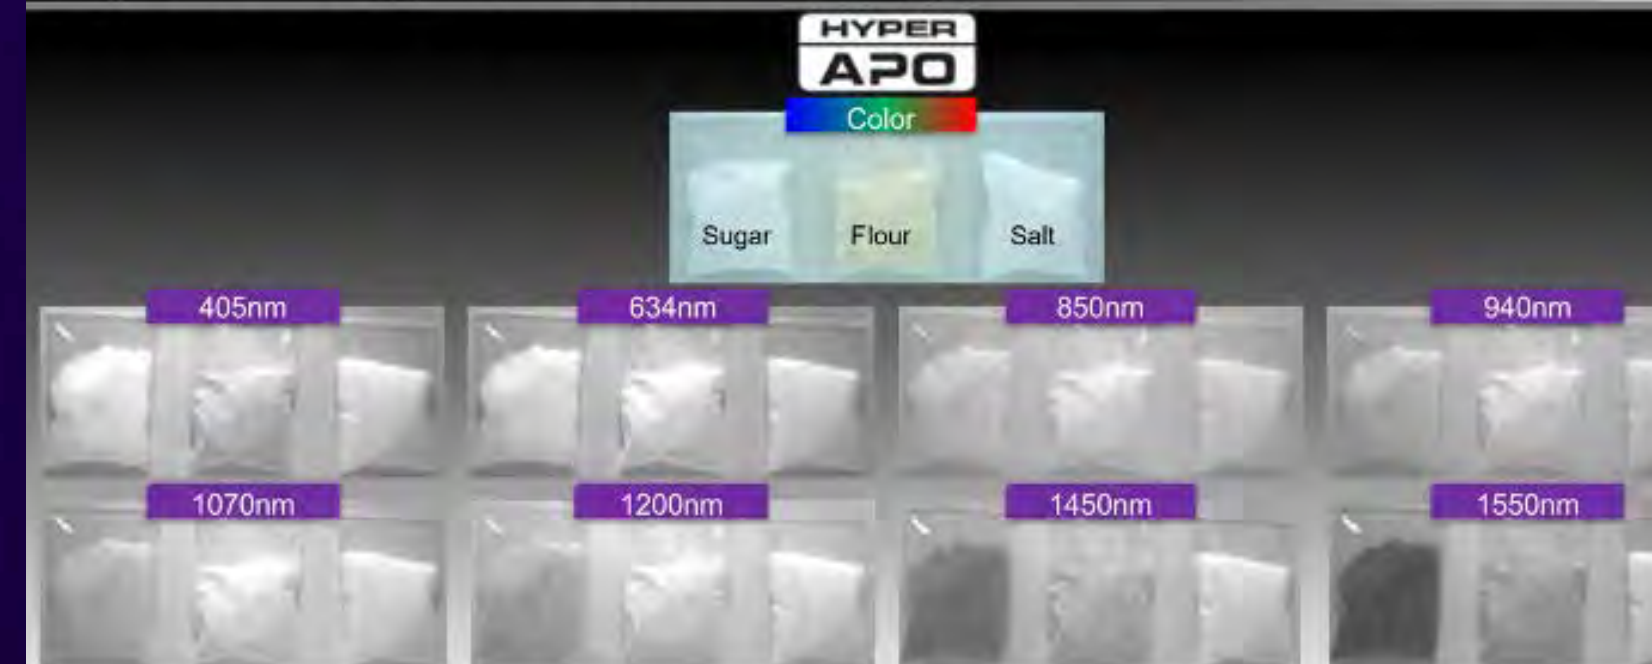 HYPER
APO
Color
Sugar Flour Salt
405nm 634nm 850nm 940nm
1070nm 1200nm 1450nm 1550nm